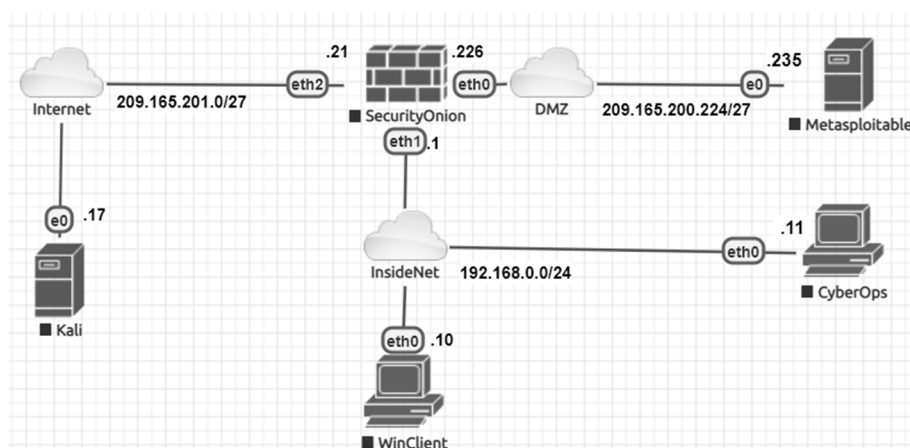 .21
.226
.235
eth2
eth0
e0
Internet
209.165.201.0/27
SecurityOnion
DMZ
209.165.200.224/27
Metasploitable
eth1
.1
e0
.17
.11
eth0
InsideNet
192.168.0.0/24
CyberOps
Kali
eth0
.10
WinClient